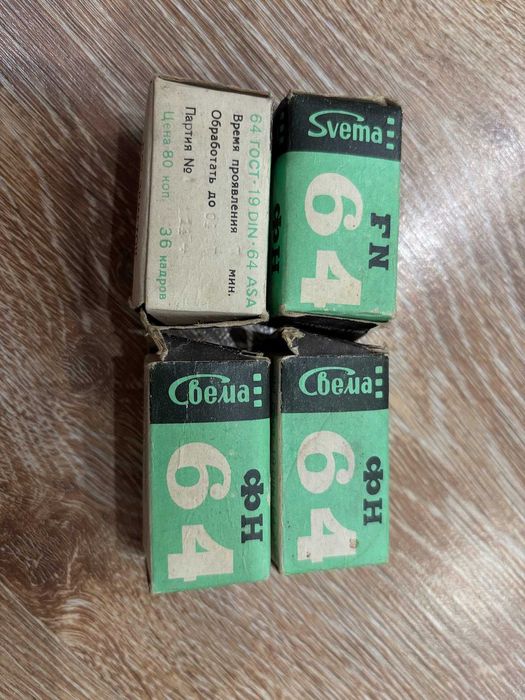 64 ГОСТ·19 DIN·64 ASA
Время проявления мин.
Обработать до
Партия №
Цена 80 коп. 36 кадров
Svema
FN
64
ФН
Свема
ФН
64
Свема
ФН
64